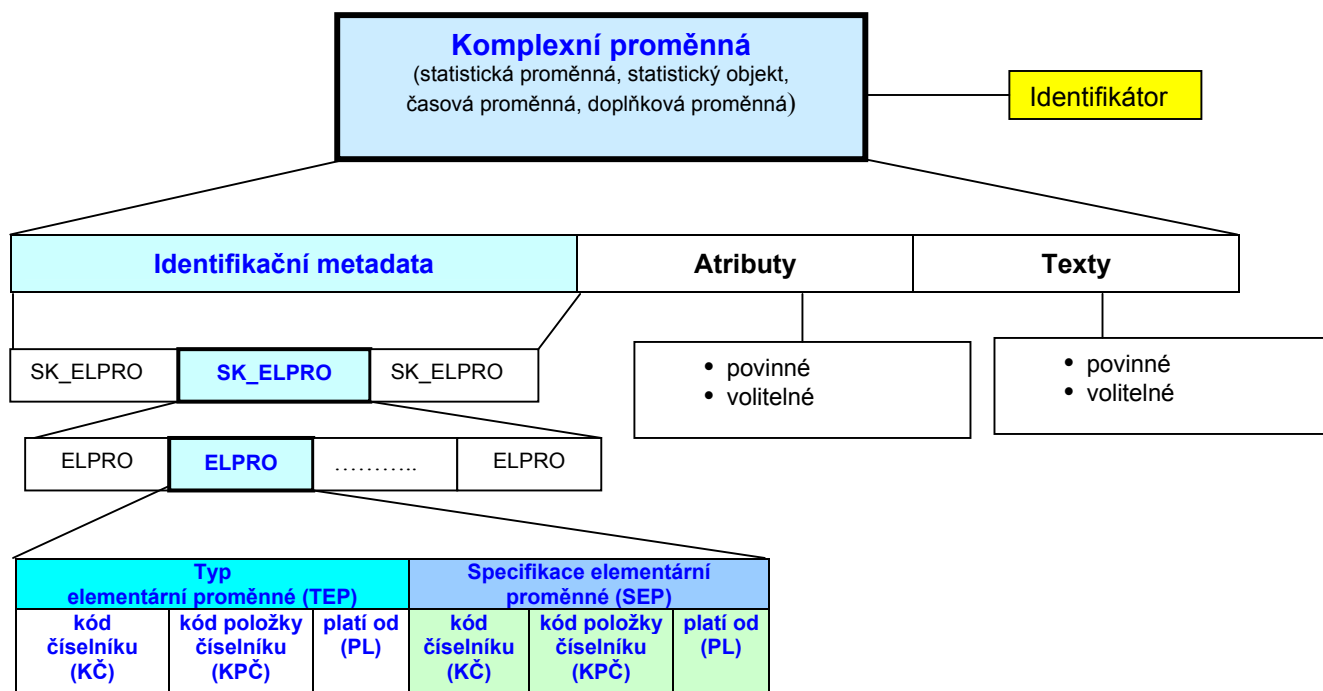 Komplexní proměnná
(statistická proměnná, statistický objekt,
časová proměnná, doplňková proměnná)
Identifikátor
Identifikační metadata
Atributy
Texty
SK_ELPRO
SK_ELPRO
SK_ELPRO
• povinné
• volitelné
• povinné
• volitelné
ELPRO
ELPRO
………..
ELPRO
Typ
elementární proměnné (TEP)
Specifikace elementární
proměnné (SEP)
kód
číselníku
(KČ)
kód položky
číselníku
(KPČ)
platí od
(PL)
kód
číselníku
(KČ)
kód položky
číselníku
(KPČ)
platí od
(PL)